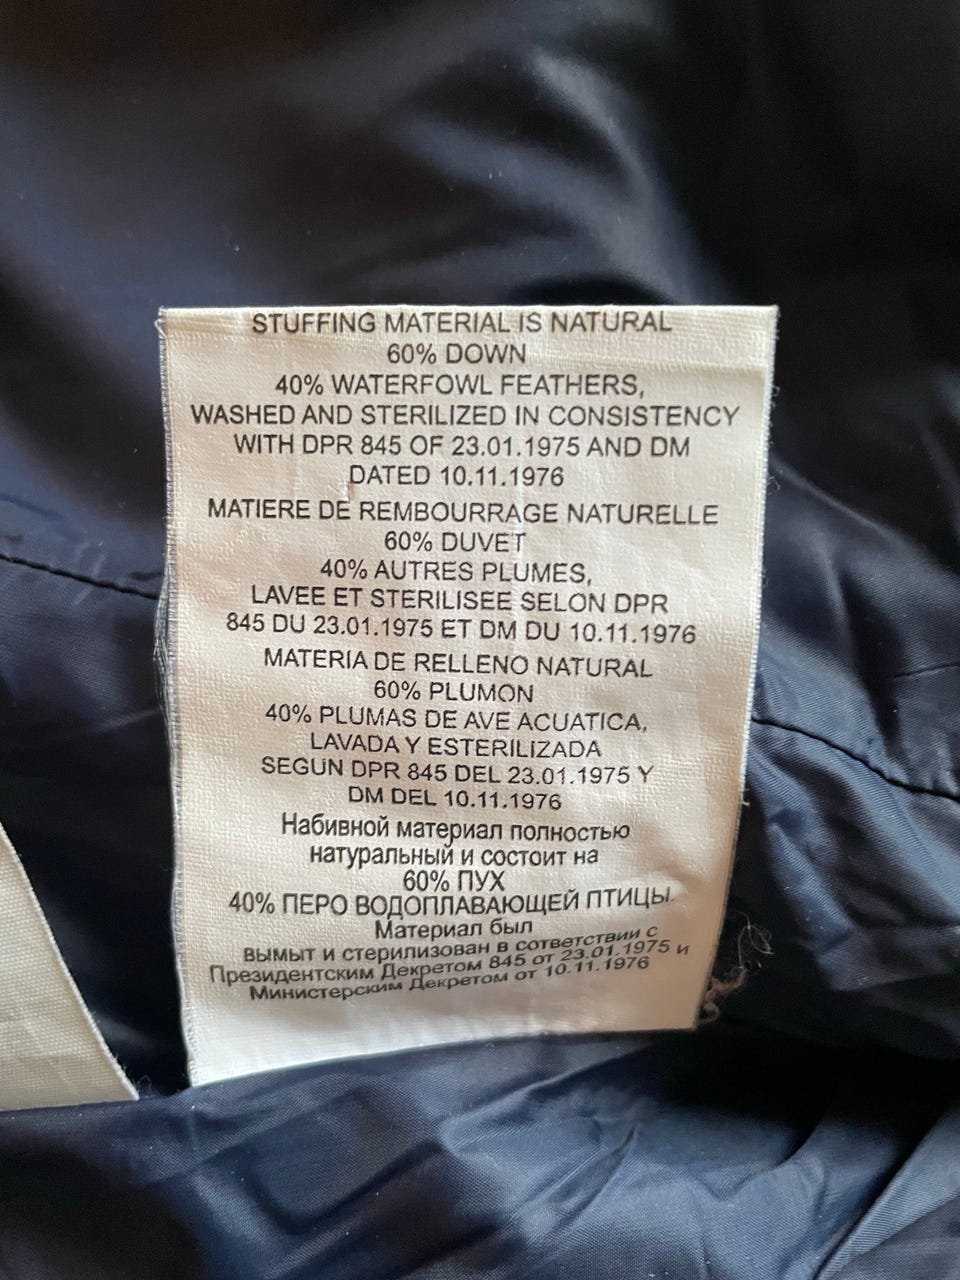 STUFFING MATERIAL IS NATURAL
60% DOWN
40% WATERFOWL FEATHERS,
WASHED AND STERILIZED IN CONSISTENCY
WITH DPR 845 OF 23.01.1975 AND DM
DATED 10.11.1976
MATIERE DE REMBOURRAGE NATURELLE
60% DUVET
40% AUTRES PLUMES,
LAVEE ET STERILISEE SELON DPR
845 DU 23.01.1975 ET DM DU 10.11.1976
MATERIA DE RELLENO NATURAL
60% PLUMON
40% PLUMAS DE AVE ACUATICA,
LAVADA Y ESTERILIZADA
SEGUN DPR 845 DEL 23.01.1975 Y
DM DEL 10.11.1976
Набивной материал полностью
натуральный и состоит на
60% ПУХ
40% ПЕРО ВОДОПЛАВАЮЩЕЙ ПТИЦЫ.
Материал был
вымыт и стерилизован в соответствии с
Президентским Декретом 845 от 23.01.1975 и
Министерским Декретом от 10.11.1976